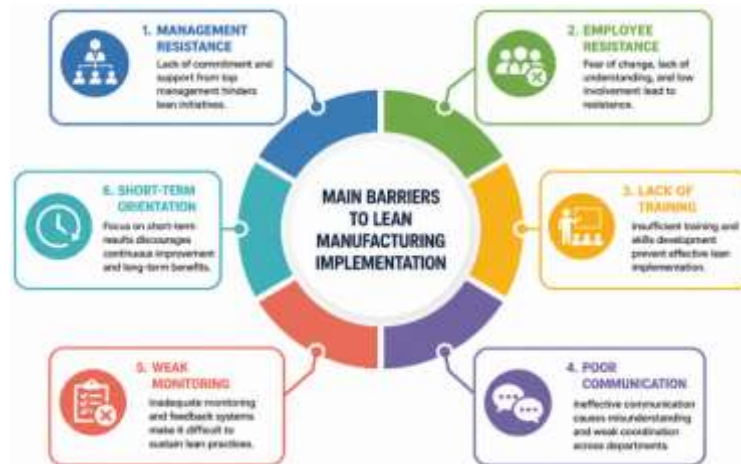 1. MANAGEMENT
RESISTANCE
Lack of commitment and
support from top
management hinders
lean initiatives.
2. EMPLOYEE
RESISTANCE
Fear of change, lack of
understanding, and low
involvement lead to
resistance.
6. SHORT-TERM
ORIENTATION
Focus on short-term
results discourages
continuous improvement
and long-term benefits.
MAIN BARRIERS
TO LEAN
MANUFACTURING
IMPLEMENTATION
3. LACK OF
TRAINING
Insufficient training and
skills development
prevent effective lean
implementation.
5. WEAK
MONITORING
Inadequate monitoring
and feedback systems
make it difficult to
sustain lean practices.
4. POOR
COMMUNICATION
Ineffective communication
causes misunderstanding
and weak coordination
across departments.